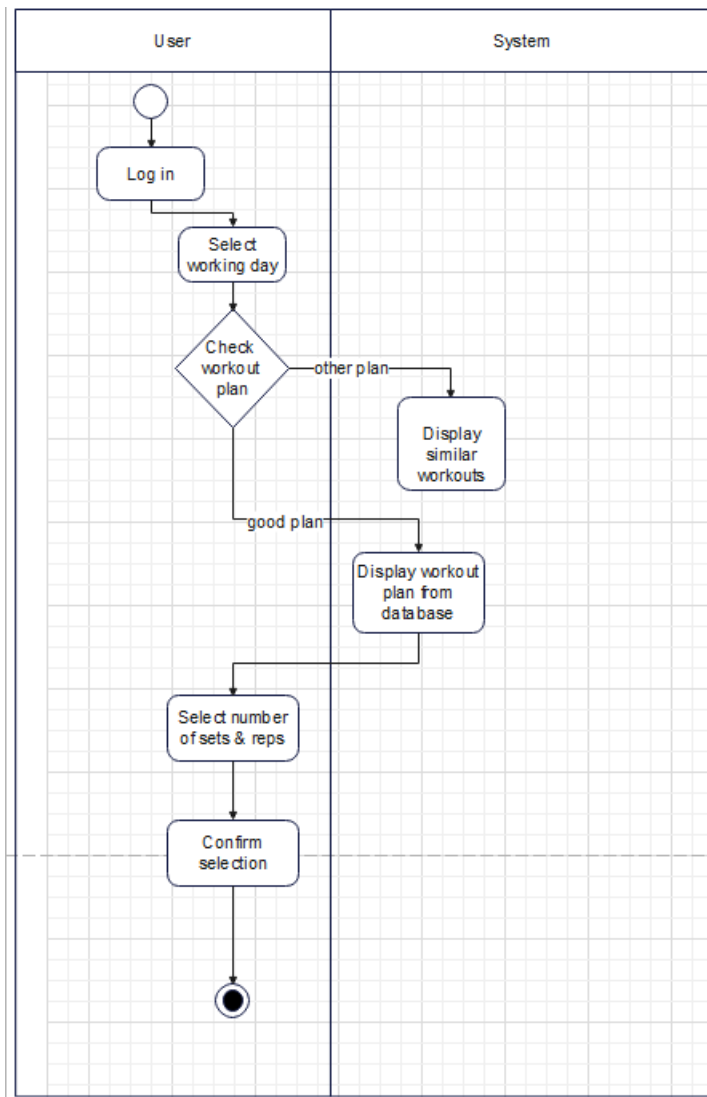 User
System
Log in
Select
working day
Check
workout
plan
other plan
Display
similar
workouts
good plan
Display workout
plan from
database
Select number
of sets & reps
Confirm
selection